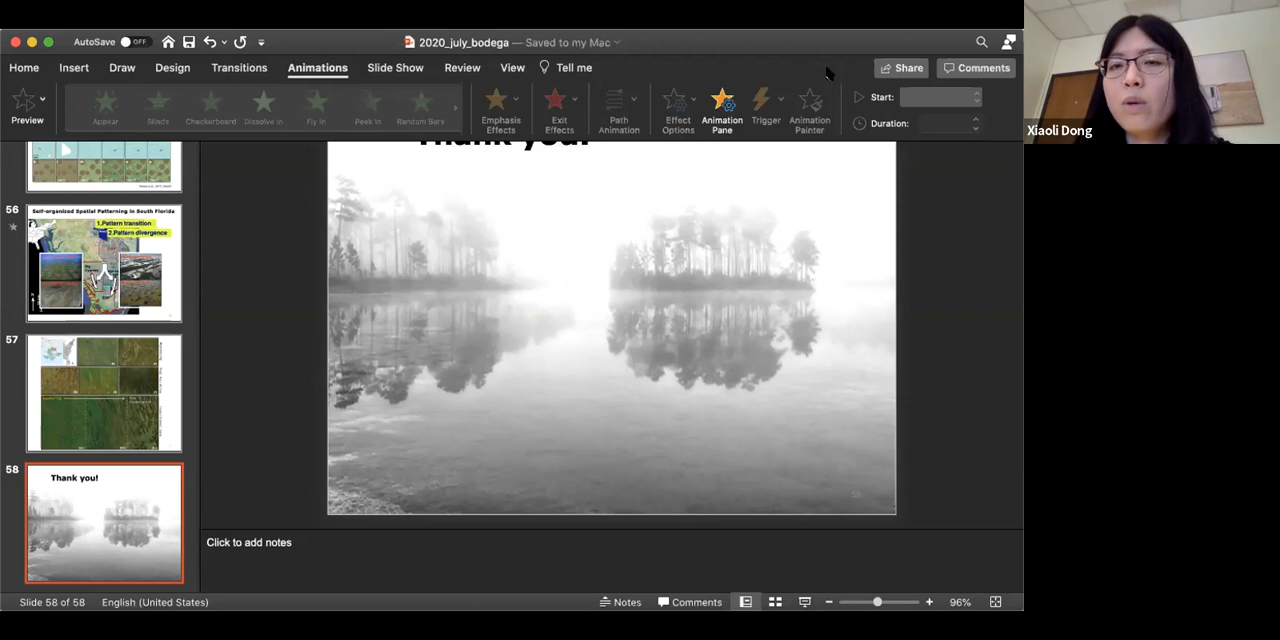 AutoSave OFF 2020_july_bodega — Saved to my Mac
Home Insert Draw Design Transitions Animations Slide Show Review View Tell me Share Comments
Preview Appear Blinds Checkerboard Dissolve In Fly In Peek In Random Bars Emphasis Effects Exit Effects Path Animation Effect Options Animation Pane Trigger Animation Painter Start:
Duration:
Xiaoli Dong
Thank you!
56
Self-organized Spatial Patterning in South Florida
1.Pattern transition
2.Pattern divergence
57
58
Thank you!
58
Click to add notes
Slide 58 of 58 English (United States) Notes Comments 96%